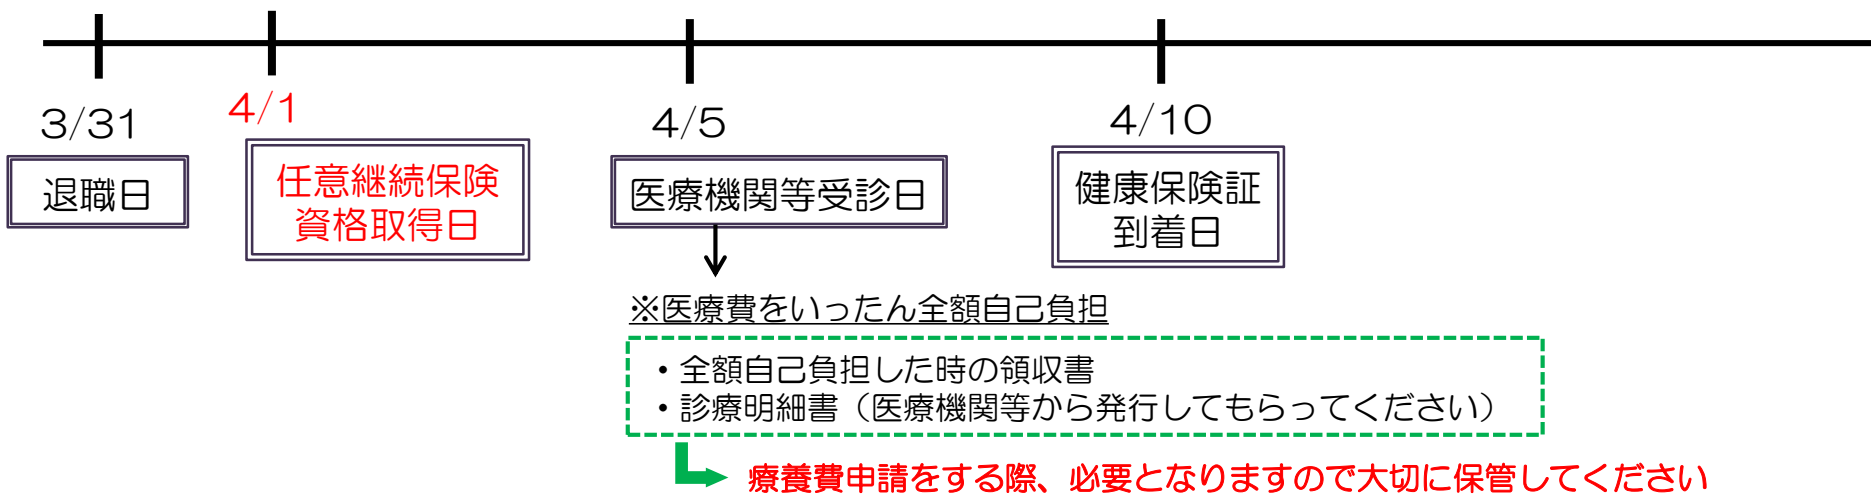 3/31
退職日
4/1
任意継続保険
資格取得日
4/5
医療機関等受診日
4/10
健康保険証
到着日
※医療費をいったん全額自己負担
・全額自己負担した時の領収書
・診療明細書（医療機関等から発行してもらってください）
療養費申請をする際、必要となりますので大切に保管してください